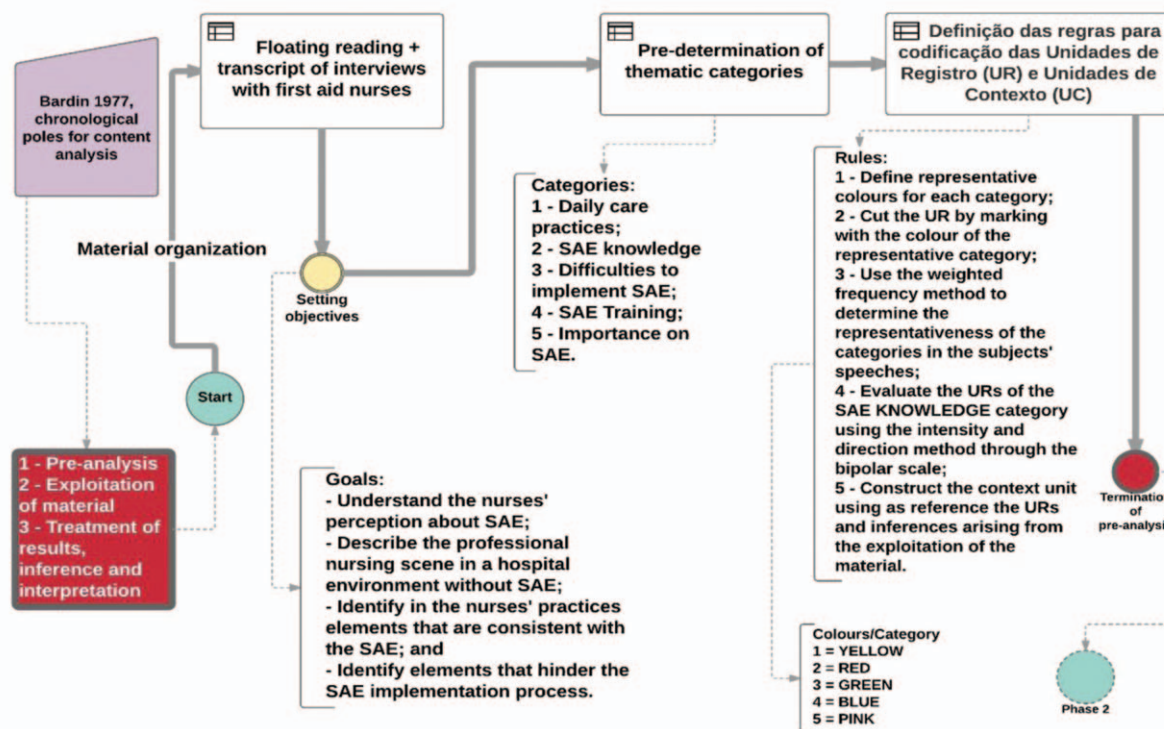 Bardin 1977,
chronological
poles for content
analysis
Floating reading +
transcript of interviews
with first aid nurses
Pre-determination of
thematic categories
Definição das regras para
codificação das Unidades de
Registro (UR) e Unidades de
Contexto (UC)
Material organization
Setting
objectives
Start
1 - Pre-analysis
2 - Exploitation
of material
3 - Treatment of
results,
inference and
interpretation
Categories:
1 - Daily care
practices;
2 - SAE knowledge
3 - Difficulties to
implement SAE;
4 - SAE Training;
5 - Importance on
SAE.
Goals:
- Understand the nurses'
perception about SAE;
- Describe the professional
nursing scene in a hospital
environment without SAE;
- Identify in the nurses' practices
elements that are consistent with
the SAE; and
- Identify elements that hinder the
SAE implementation process.
Rules:
1 - Define representative
colours for each category;
2 - Cut the UR by marking
with the colour of the
representative category;
3 - Use the weighted
frequency method to
determine the
representativeness of the
categories in the subjects'
speeches;
4 - Evaluate the URs of the
SAE KNOWLEDGE category
using the intensity and
direction method through the
bipolar scale;
5 - Construct the context unit
using as reference the URs
and inferences arising from
the exploitation of the
material.
Termination
of
pre-analysis
Colours/Category
1 = YELLOW
2 = RED
3 = GREEN
4 = BLUE
5 = PINK
Phase 2